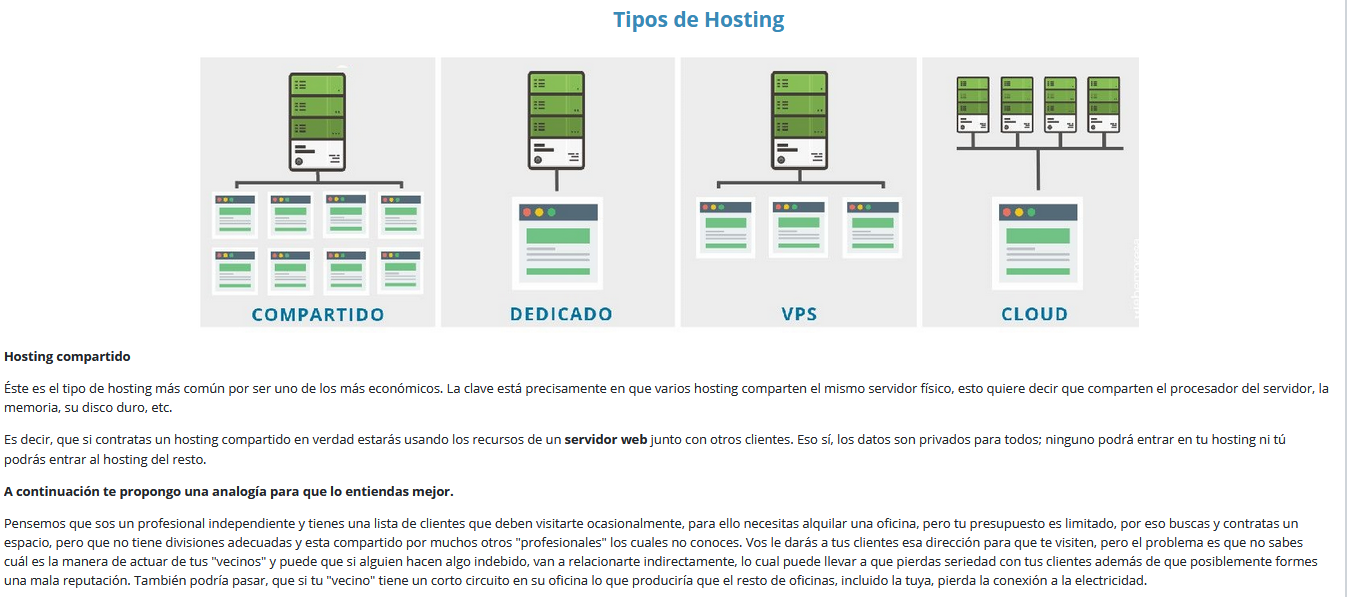 Tipos de Hosting
COMPARTIDO
DEDICADO
VPS
CLOUD
Hosting compartido
Éste es el tipo de hosting más común por ser uno de los más económicos. La clave está precisamente en que varios hosting comparten el mismo servidor físico, esto quiere decir que comparten el procesador del servidor, la
memoria, su disco duro, etc.
Es decir, que si contratas un hosting compartido en verdad estarás usando los recursos de un servidor web junto con otros clientes. Eso sí, los datos son privados para todos; ninguno podrá entrar en tu hosting ni tú
podrás entrar al hosting del resto.
A continuación te propongo una analogía para que lo entiendas mejor.
Pensemos que sos un profesional independiente y tienes una lista de clientes que deben visitarte ocasionalmente, para ello necesitas alquilar una oficina, pero tu presupuesto es limitado, por eso buscas y contratas un
espacio, pero que no tiene divisiones adecuadas y esta compartido por muchos otros "profesionales" los cuales no conoces. Vos le darás a tus clientes esa dirección para que te visiten, pero el problema es que no sabes
cuál es la manera de actuar de tus "vecinos" y puede que si alguien hacen algo indebido, van a relacionarte indirectamente, lo cual puede llevar a que pierdas seriedad con tus clientes además de que posiblemente formes
una mala reputación. También podría pasar, que si tu "vecino" tiene un corto circuito en su oficina lo que produciría que el resto de oficinas, incluido la tuya, pierda la conexión a la electricidad.